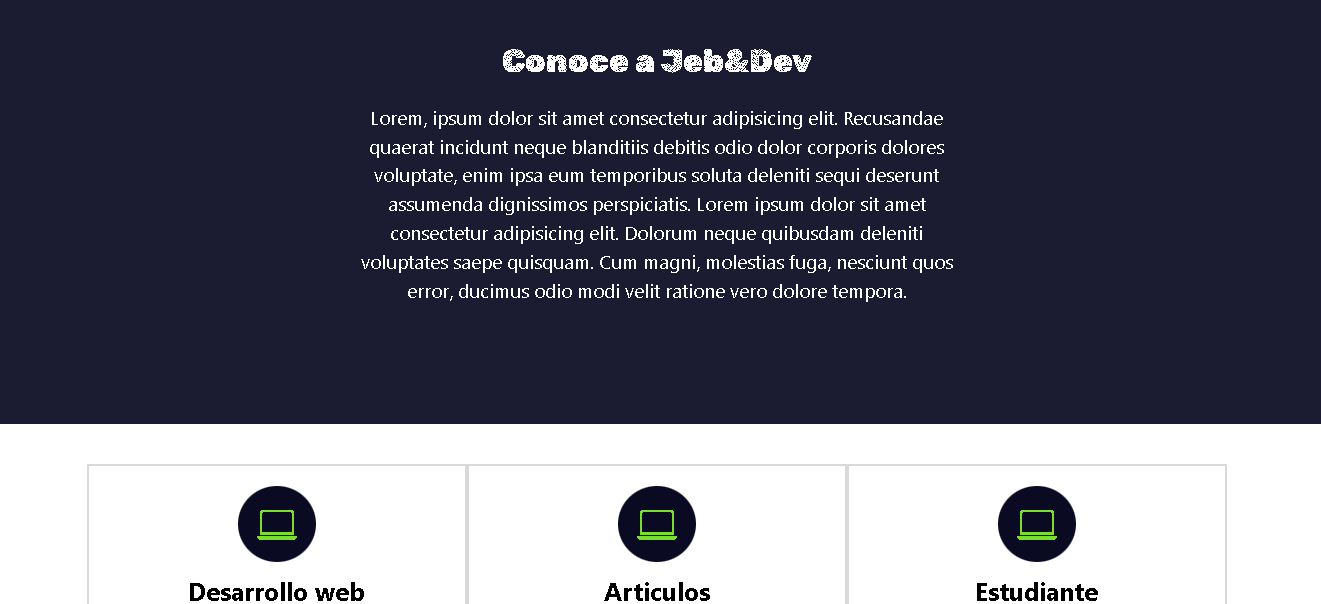 Conoce a Jeb&Dev
Lorem, ipsum dolor sit amet consectetur adipisicing elit. Recusandae
quaerat incidunt neque blanditiis debitis odio dolor corporis dolores
voluptate, enim ipsa eum temporibus soluta deleniti sequi deserunt
assumenda dignissimos perspiciatis. Lorem ipsum dolor sit amet
consectetur adipisicing elit. Dolorum neque quibusdam deleniti
voluptates saepe quisquam. Cum magni, molestias fuga, nesciunt quos
error, ducimus odio modi velit ratione vero dolore tempora.
Desarrollo web
Articulos
Estudiante